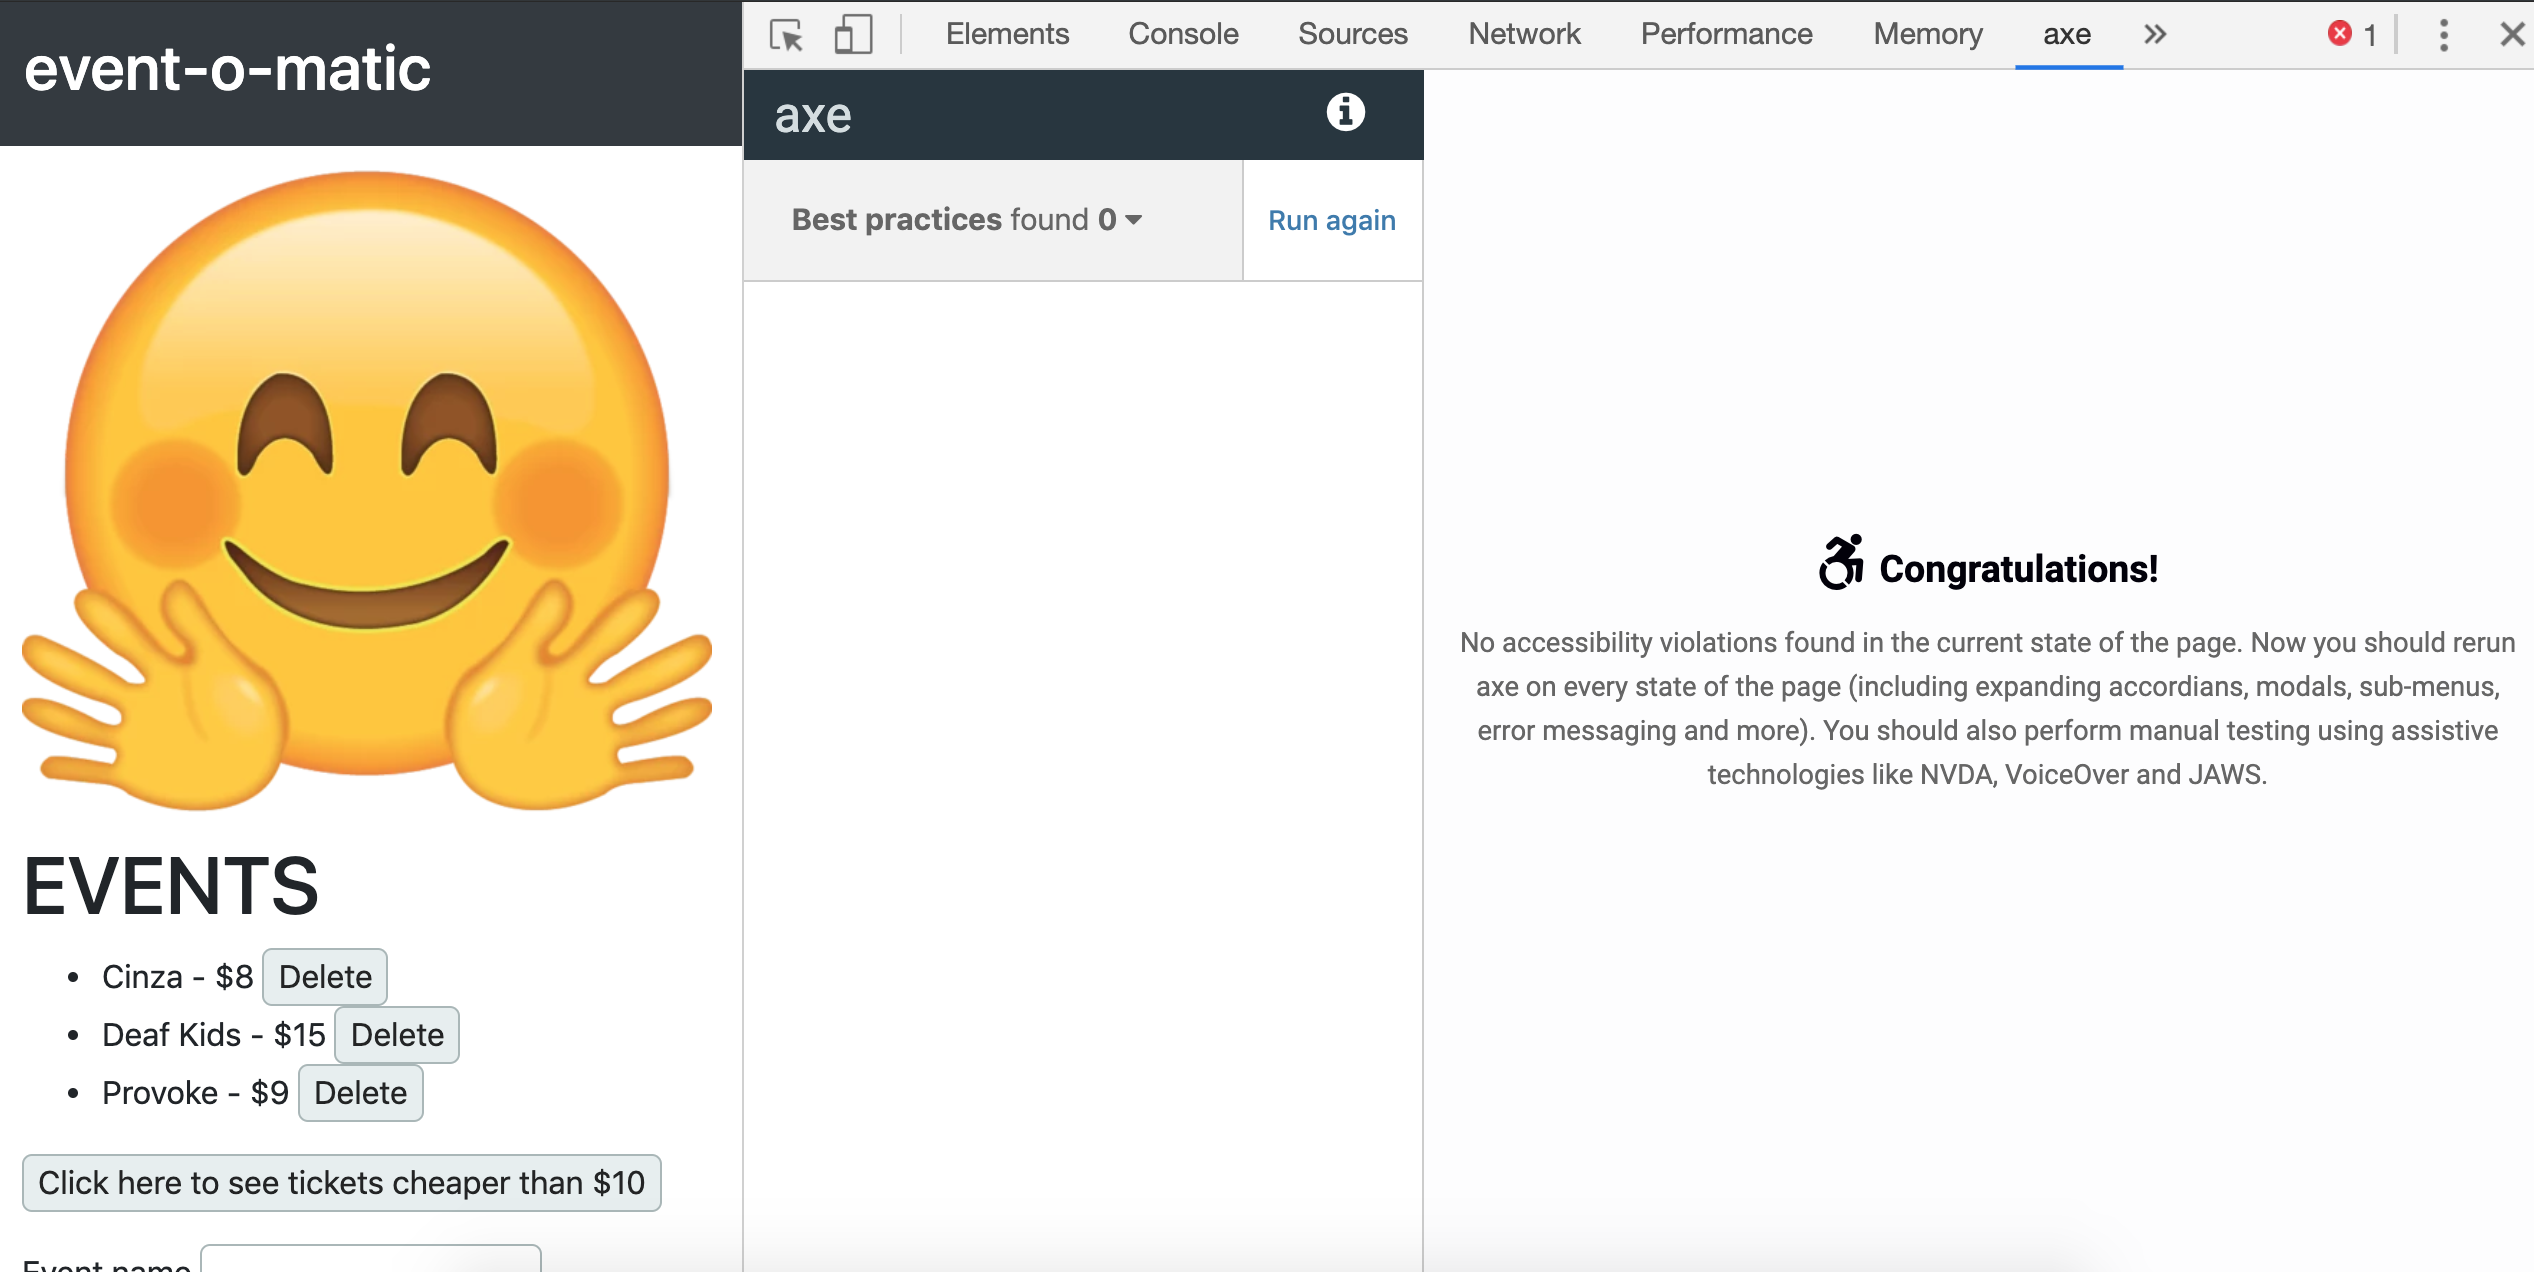 event-o-matic
Elements Console Sources Network Performance Memory axe 1
axe
Best practices found 0
Run again
Congratulations!
No accessibility violations found in the current state of the page. Now you should rerun
axe on every state of the page (including expanding accordians, modals, sub-menus,
error messaging and more). You should also perform manual testing using assistive
technologies like NVDA, VoiceOver and JAWS.
EVENTS
Cinza - $8 Delete
Deaf Kids - $15 Delete
Provoke - $9 Delete
Click here to see tickets cheaper than $10
Event name